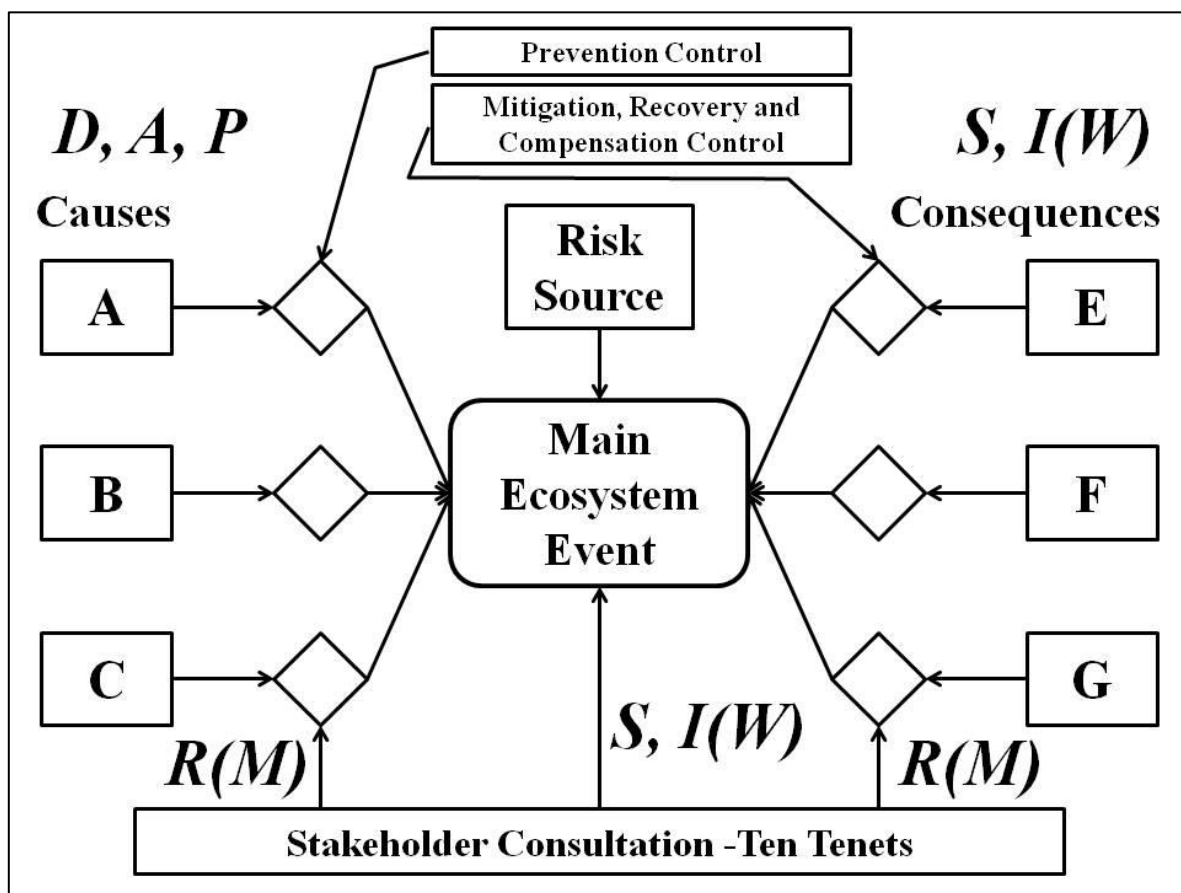 Prevention Control
Mitigation, Recovery and
Compensation Control
D, A, P
S, I(W)
Causes
Consequences
Risk
Source
A
E
Main
Ecosystem
Event
B
F
C
G
R(M)
S, I(W)
R(M)
Stakeholder Consultation -Ten Tenets